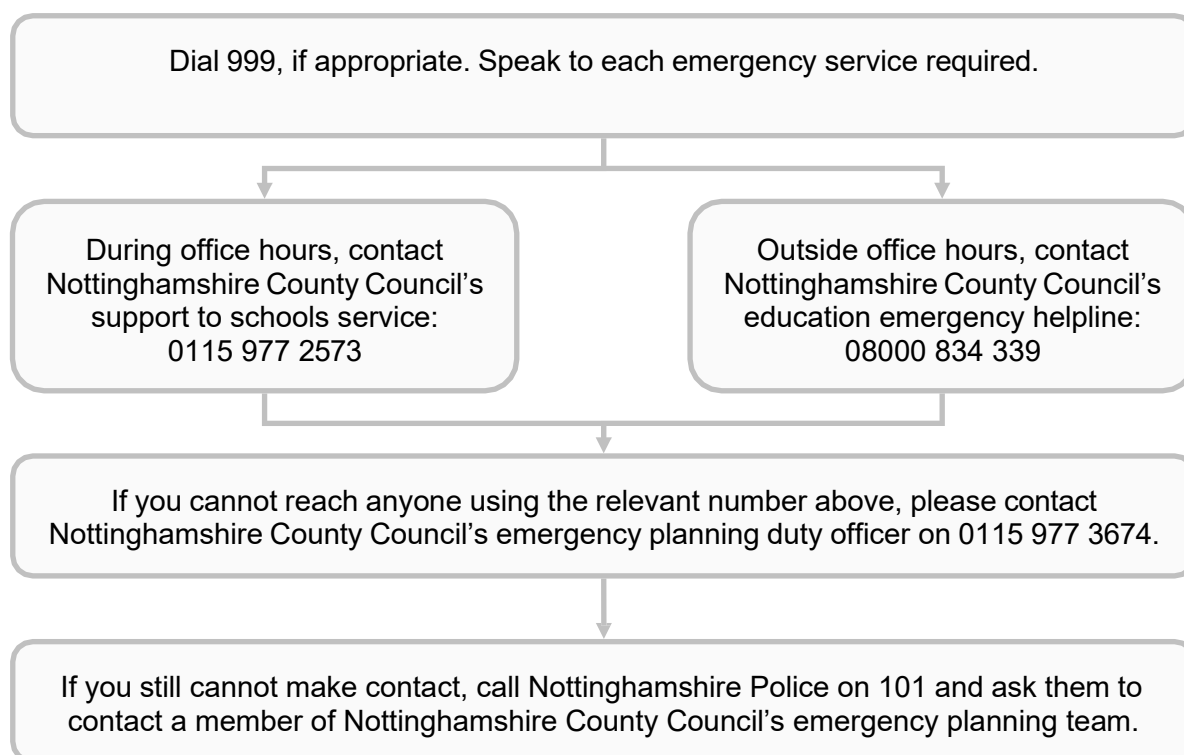 Dial 999, if appropriate. Speak to each emergency service required.
During office hours, contact
Nottinghamshire County Council’s
support to schools service:
0115 977 2573
Outside office hours, contact
Nottinghamshire County Council’s
education emergency helpline:
08000 834 339
If you cannot reach anyone using the relevant number above, please contact
Nottinghamshire County Council’s emergency planning duty officer on 0115 977 3674.
If you still cannot make contact, call Nottinghamshire Police on 101 and ask them to
contact a member of Nottinghamshire County Council’s emergency planning team.